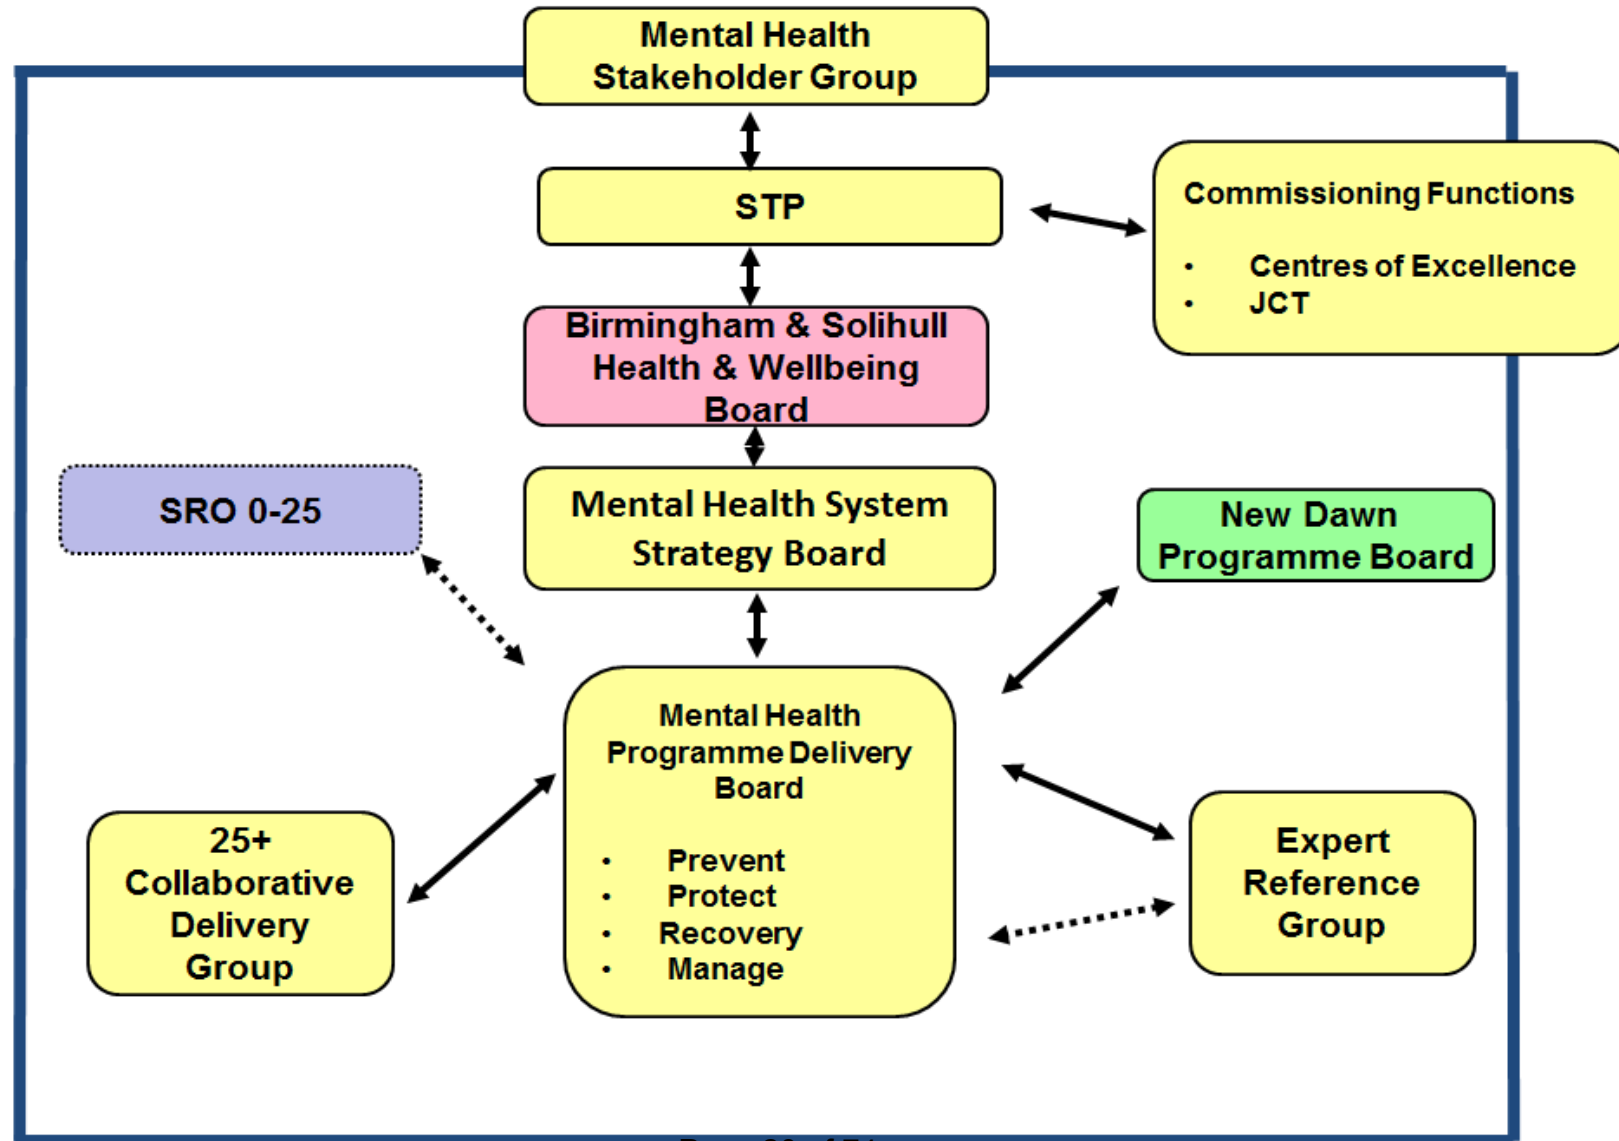 Mental Health
Stakeholder Group
STP
Commissioning Functions
• Centres of Excellence
• JCT
Birmingham & Solihull
Health & Wellbeing
Board
SRO 0-25
Mental Health System
Strategy Board
New Dawn
Programme Board
Mental Health
Programme Delivery
Board
• Prevent
• Protect
• Recovery
• Manage
25+
Collaborative
Delivery
Group
Expert
Reference
Group